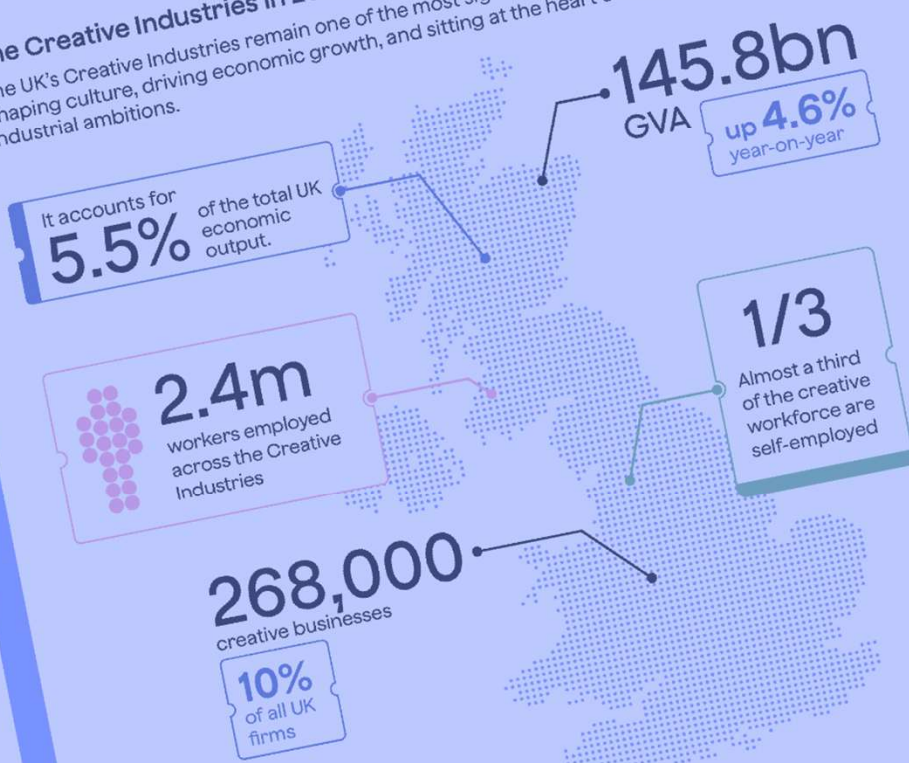 he Creative Industries in
he UK's Creative Industries remain one of the most
haping culture, driving economic growth, and sitting at the heart
ndustrial ambitions.
145.8bn
GVA
up 4.6%
year-on-year
It accounts for
5.5%
of the total UK
economic
output.
1/3
Almost a third
of the creative
workforce are
self-employed
2.4m
workers employed
across the Creative
Industries
268,000
creative businesses
10%
of all UK
firms